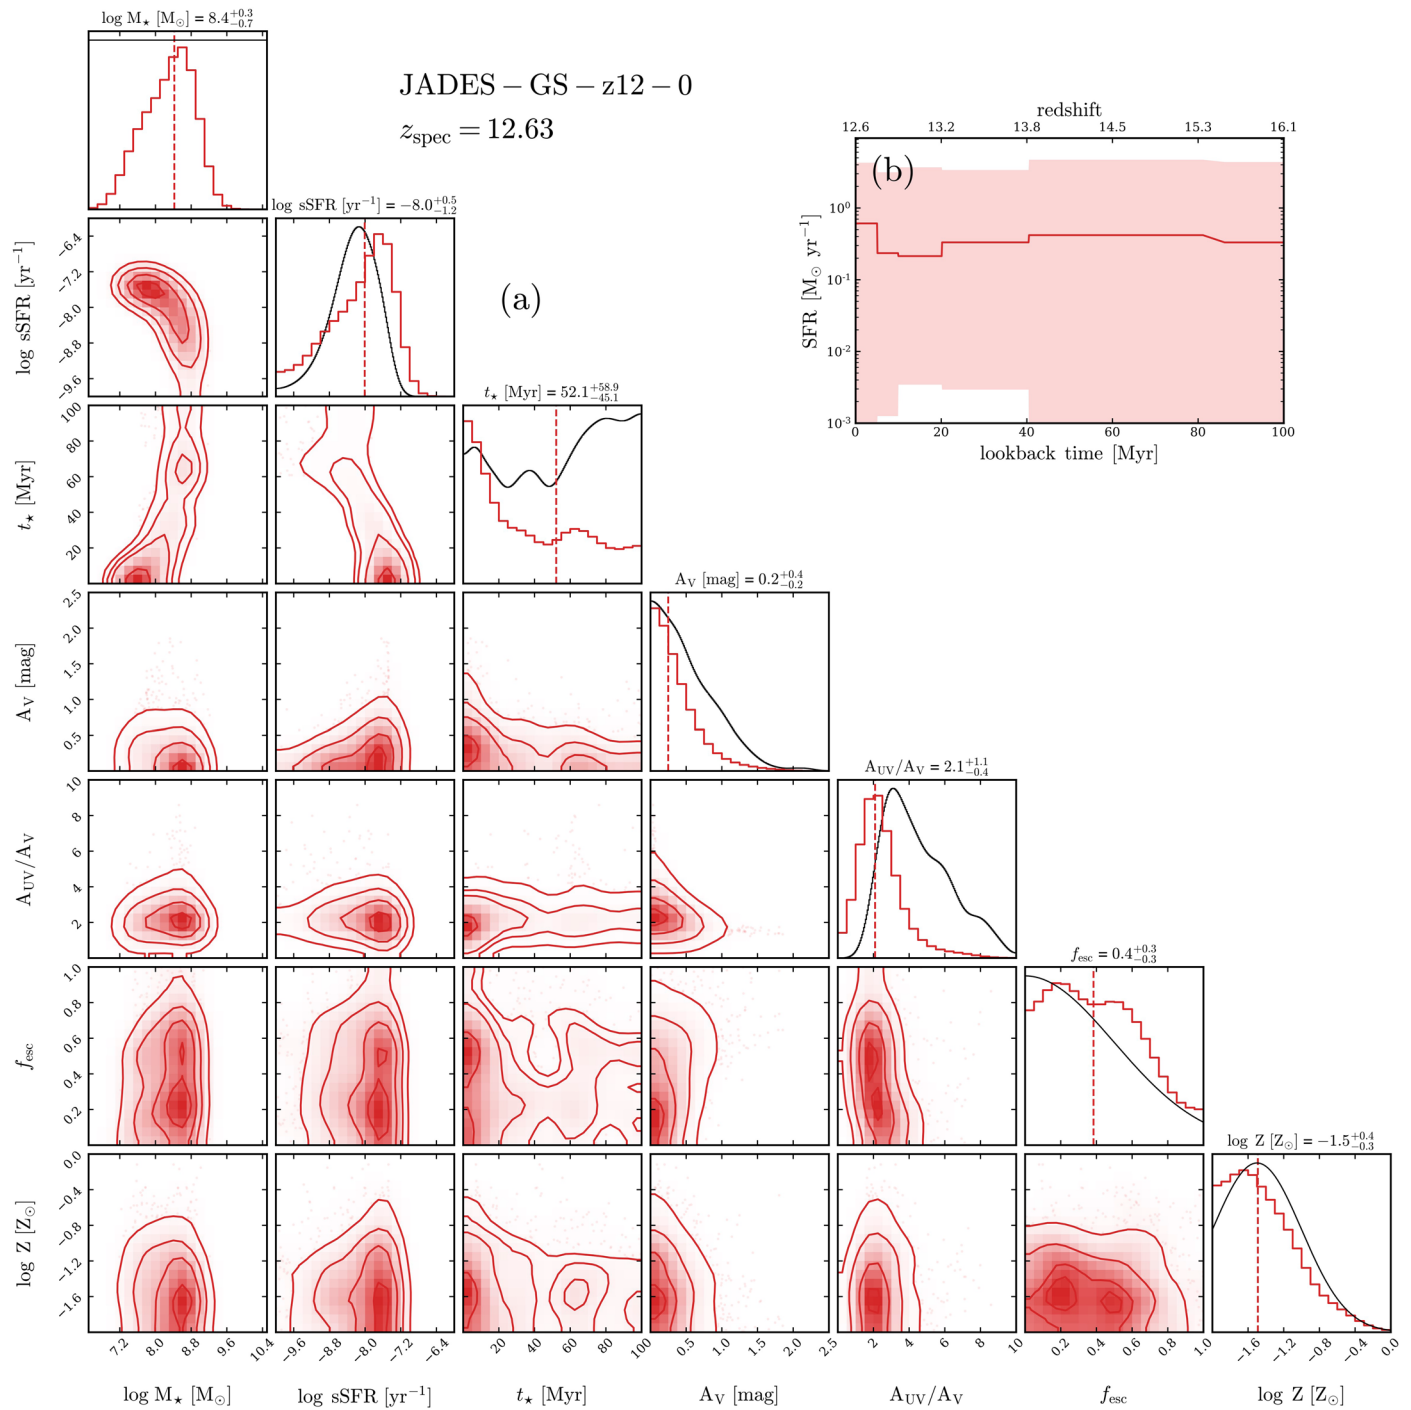 log M⋆ [M☉] = 8.4+0.3−0.7
JADES − GS − z12 − 0
zspec = 12.63
redshift
12.6 13.2 13.8 14.5 15.3 16.1
(b)
SFR [M☉ yr−1]
100
10-1
10-2
10-3
0 20 40 60 80 100
lookback time [Myr]
log sSFR [yr−1] = −8.0+0.5−1.2
(a)
log sSFR [yr−1]
−6.4
−7.2
−8.0
−8.8
−9.6
t⋆ [Myr] = 52.1+58.9−45.1
t⋆ [Myr]
100
80
60
40
20
AV [mag] = 0.2+0.4−0.2
AV [mag]
2.5
2.0
1.5
1.0
0.5
AUV/AV = 2.1+1.1−0.4
AUV/AV
10
8
6
4
2
fesc = 0.4+0.3−0.3
fesc
1.0
0.8
0.6
0.4
0.2
log Z [Z☉] = −1.5+0.4−0.3
log Z [Z☉]
0.0
−0.4
−0.8
−1.2
−1.6
7.2 8.0 8.8 9.6 10.4 −9.6 −8.8 −8.0 −7.2 −6.4 20 40 60 80 100 0.5 1.0 1.5 2.0 2.5 2 4 6 8 10 0.2 0.4 0.6 0.8 1.0 −1.6 −1.2 −0.8 −0.4 0.0
log M⋆ [M☉] log sSFR [yr−1] t⋆ [Myr] AV [mag] AUV/AV fesc log Z [Z☉]